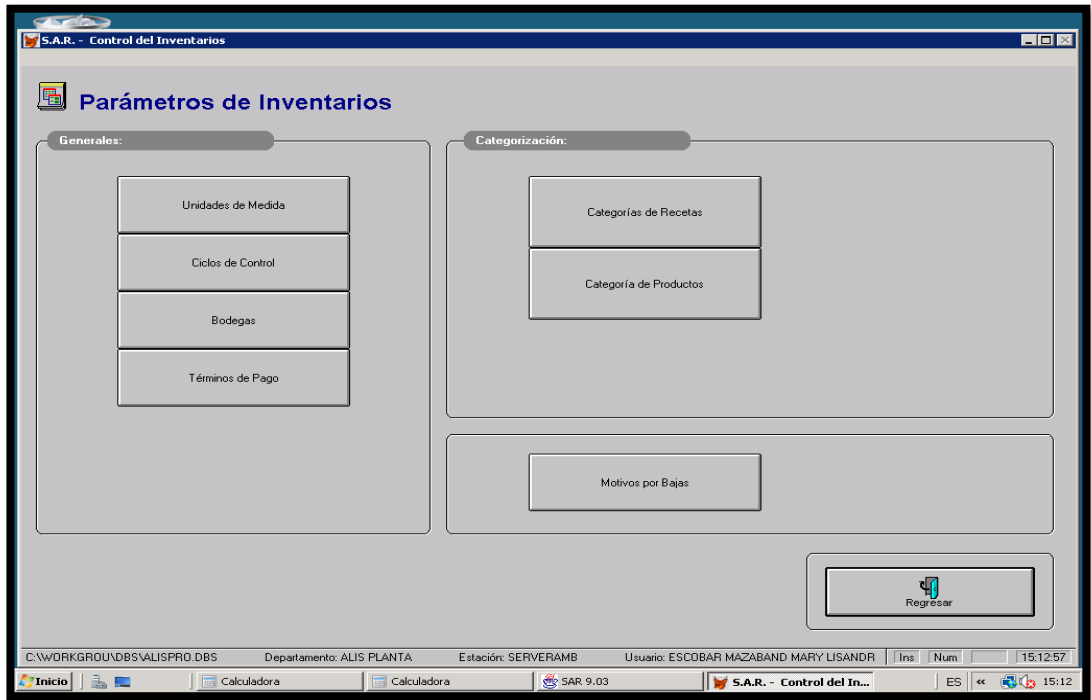 S.A.R. - Control del Inventarios
Parámetros de Inventarios
Generales:
Unidades de Medida
Ciclos de Control
Bodegas
Términos de Pago
Categorización:
Categorías de Recetas
Categoría de Productos
Motivos por Bajas
Regresar
C:\WORKGROU\DBS\ALISPRO.DBS Departamento: ALIS PLANTA Estación: SERVERAMB Usuario: ESCOBAR MAZABAND MARY LISANDR Ins Num 15:12:57
Inicio Calculadora Calculadora SAR 9.03 S.A.R. - Control del In... ES « 15:12